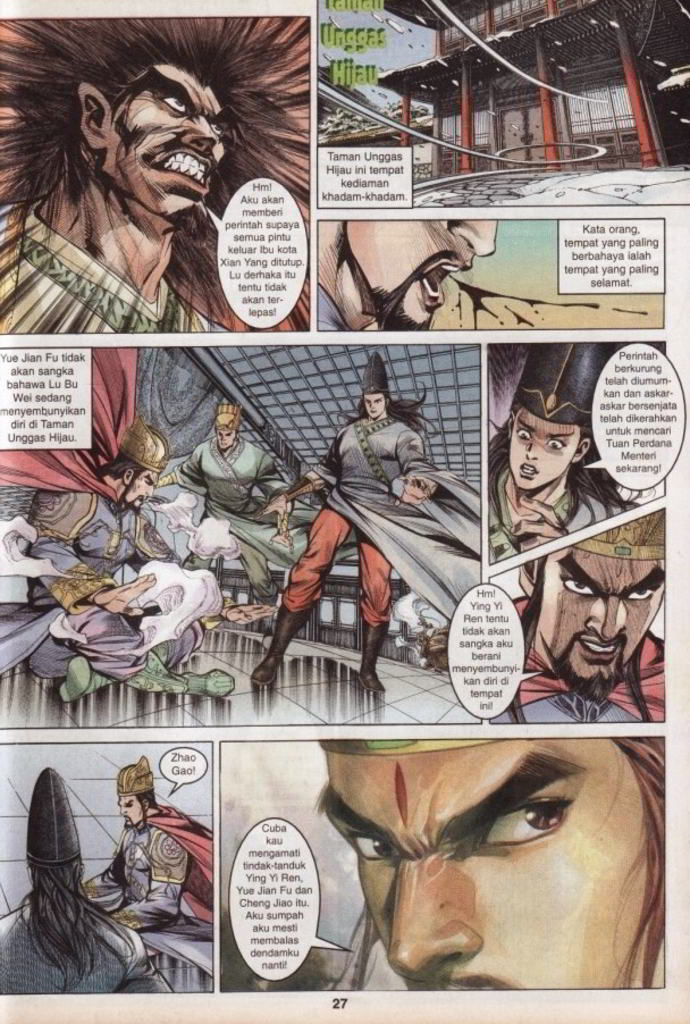 Hm!
Aku akan
memberi
perintah supaya
semua pintu
keluar Ibu kota
Xian Yang ditutup.
Lu derhaka itu
tentu tidak
akan ter-
lepas!
Taman
Unggas
Hijau
Taman Unggas
Hijau ini tempat
kediaman
khadam-khadam.
Kata orang,
tempat yang paling
berbahaya ialah
tempat yang paling
selamat.
Yue Jian Fu tidak
akan sangka
bahawa Lu Bu
Wei sedang
menyembunyikan
diri di Taman
Unggas Hijau.
Perintah
berkurung
telah diumum-
kan dan askar-
askar bersenjata
telah dikerahkan
untuk mencari
Tuan Perdana
Menteri
sekarang!
Hm!
Ying Yi
Ren tentu
tidak akan
sangka aku
berani
menyembunyi-
kan diri di
tempat
ini!
Zhao
Gao!
Cuba
kau
mengamati
tindak-tanduk
Ying Yi Ren,
Yue Jian Fu dan
Cheng Jiao itu.
Aku sumpah
aku mesti
membalas
dendamku
nanti!
27